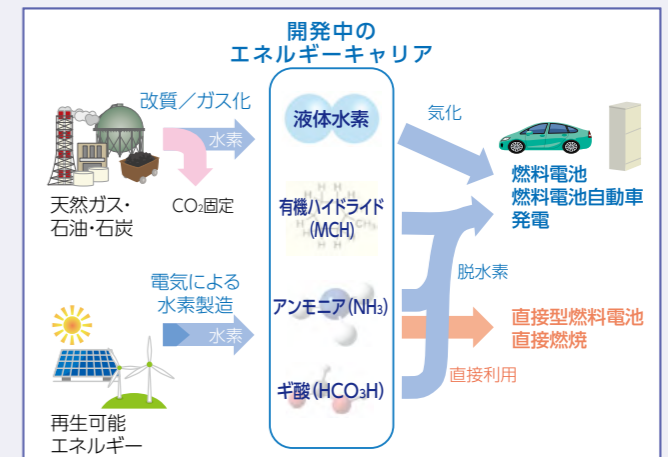 開発中の
エネルギーキャリア
改質／ガス化
水素
天然ガス・
石油・石炭
CO₂固定
電気による
水素製造
水素
再生可能
エネルギー
液体水素
有機ハイドライド
(MCH)
アンモニア(NH₃)
ギ酸(HCO₃H)
気化
燃料電池
燃料電池自動車
発電
脱水素
直接型燃料電池
直接燃焼
直接利用